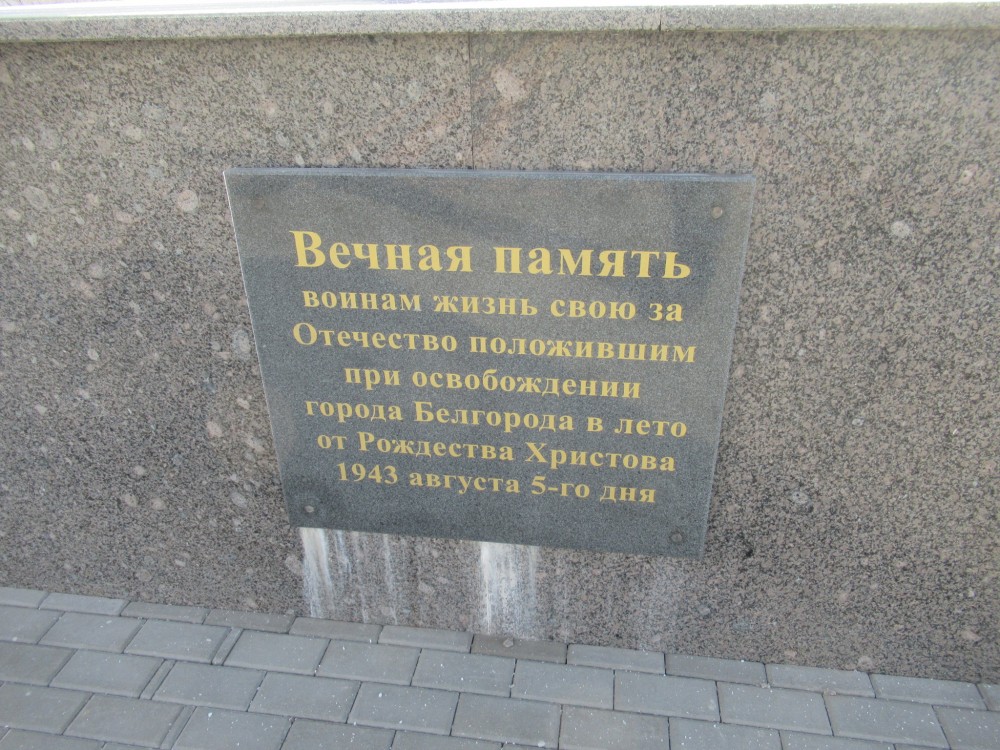 Вечная память
воинам жизнь свою за
Отечество положившим
при освобождении
города Белгорода в лето
от Рождества Христова
1943 августа 5-го дня